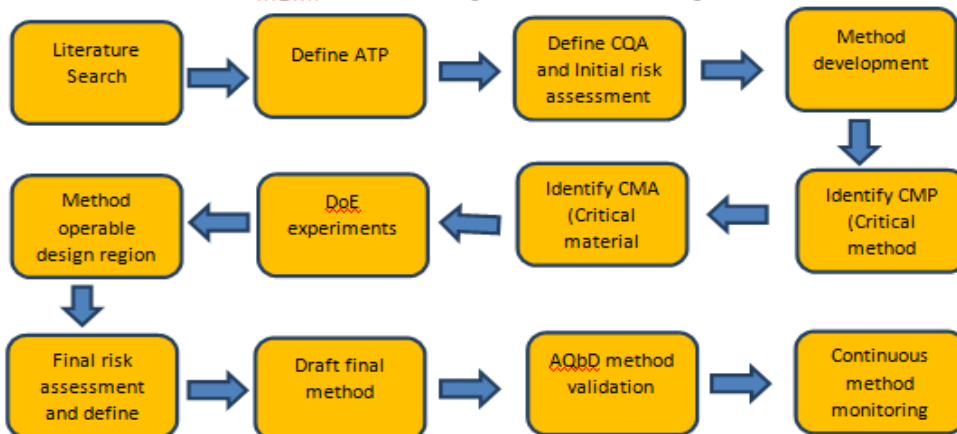 Literature
Search
Define ATP
Define CQA
and Initial risk
assessment
Method
development
Identify CMP
(Critical
method
Identify CMA
(Critical
material
DoE
experiments
Method
operable
design region
Final risk
assessment
and define
Draft final
method
AQbD method
validation
Continuous
method
monitoring